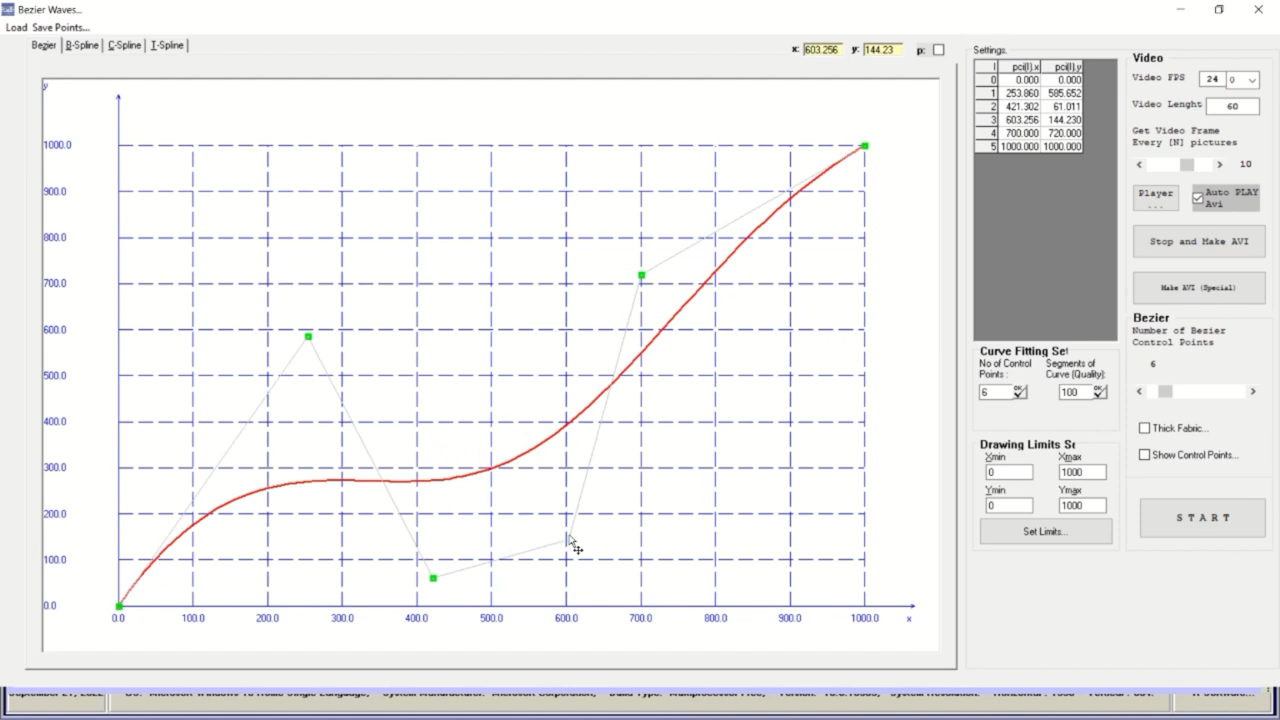 Bezier Waves...
Load Save Points...
Bezier B-Spline C-Spline T-Spline
x: 603.256 y: 144.23 p:
y
1000.0
900.0
800.0
700.0
600.0
500.0
400.0
300.0
200.0
100.0
0.0
0.0 100.0 200.0 300.0 400.0 500.0 600.0 700.0 800.0 900.0 1000.0 x
Settings.
I pci(I).x pci(I).y
0 0.000 0.000
1 253.860 585.652
2 421.302 61.011
3 603.256 144.230
4 700.000 720.000
5 1000.000 1000.000
Curve Fitting Set
No of Control
Points :
Segments of
Curve (Quality):
6 OK 100 OK
Drawing Limits Se
Xmin Xmax
0 1000
Ymin Ymax
0 1000
Set Limits...
Video
Video FPS 24 0
Video Lenght 60
Get Video Frame
Every [N] pictures
10
Player
...
Auto PLAY
Avi
Stop and Make AVI
Make AVI (Special)
Bezier
Number of Bezier
Control Points
6
Thick Fabric...
Show Control Points...
S T A R T